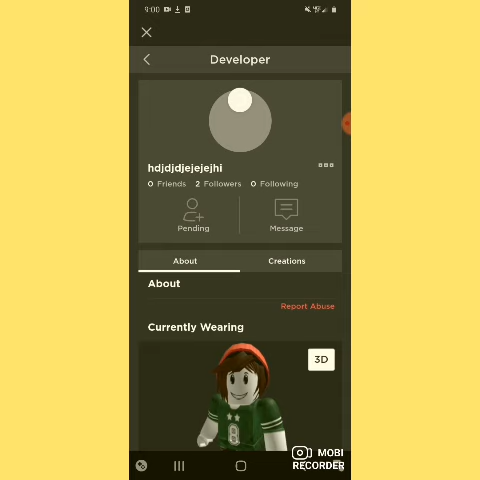 9:00
Developer
hdjdjdjejejejhi
0 Friends 2 Followers 0 Following
Pending Message
About Creations
About
Report Abuse
Currently Wearing
3D
MOBI
RECORDER